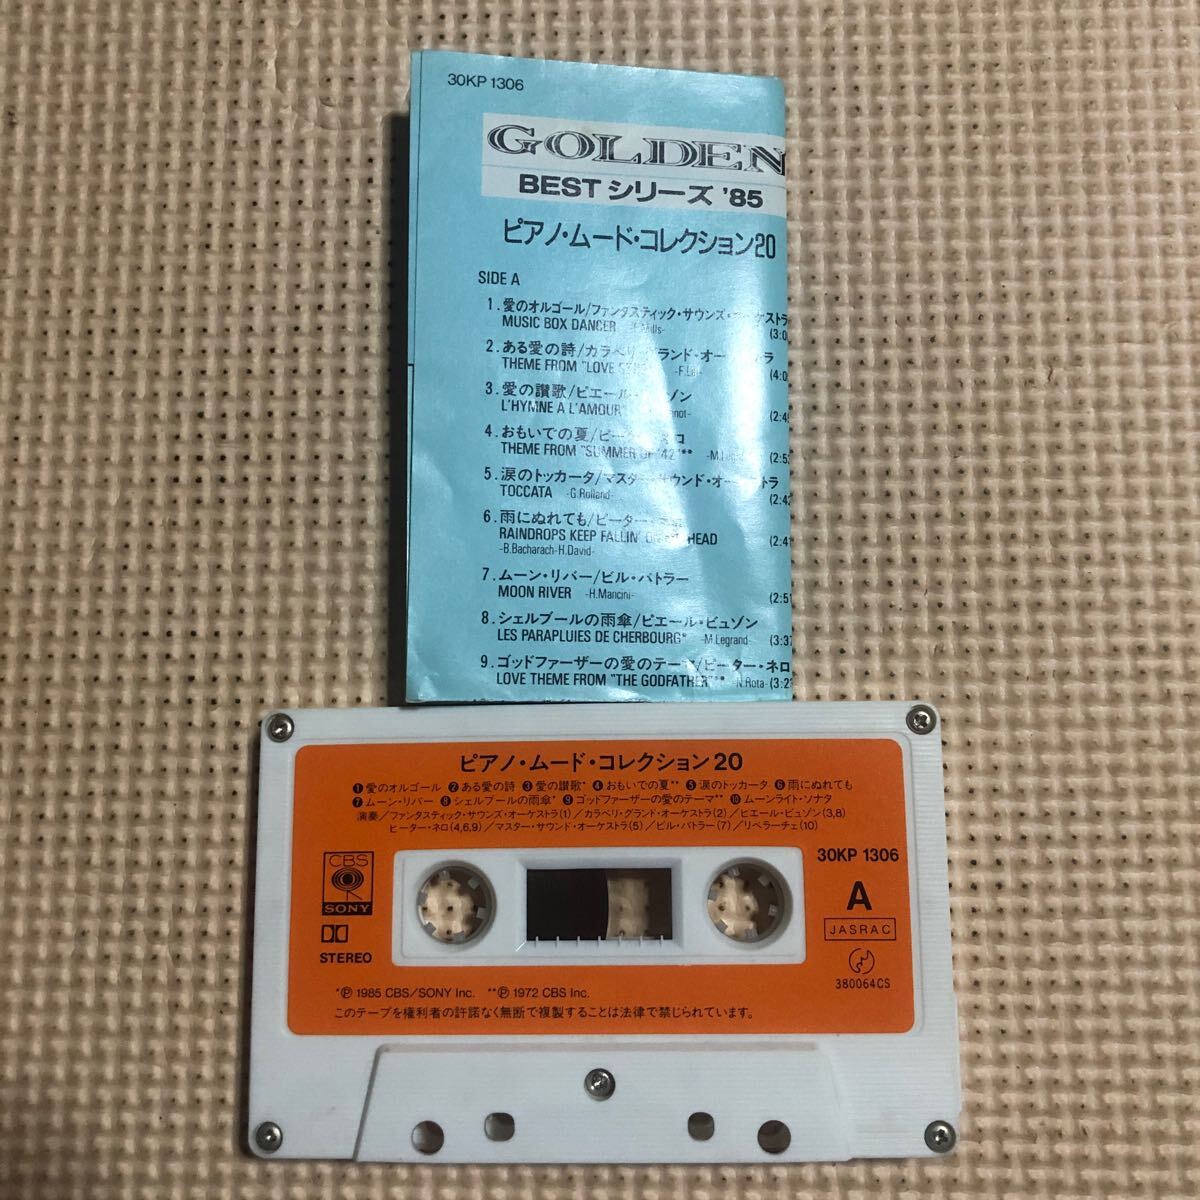 30KP 1306
GOLDEN
BEST シリーズ '85
ピアノ・ムード・コレクション20
SIDE A
1. 愛のオルゴール/ファンタスティック・サウンズ・オーケストラ
MUSIC BOX DANCER (3:0
2. ある愛の詩/カラベリ・グランド・オーケストラ
THEME FROM "LOVE -F.Lai- (4:0
3. 愛の讃歌/ピエール・ビュゾン
L'HYMNE A L'AMOUR (2:4
4. おもいでの夏/ピーター・ネロ
THEME FROM "SUMMER OF '42"** (2:5
5. 涙のトッカータ/マスター・サウンド・オーケストラ
TOCCATA -G.Rolland- (2:42
6. 雨にぬれても/ピーター・ネロ
RAINDROPS KEEP FALLIN' ON MY HEAD (2:41
-B.Bacharach-H.David-
7. ムーン・リバー/ビル・バトラー
MOON RIVER -H.Mancini- (2:51
8. シェルブールの雨傘/ピエール・ビュゾン
LES PARAPLUIES DE CHERBOURG* -M.Legrand- (3:37
9. ゴッドファーザーの愛のテーマ/ピーター・ネロ
LOVE THEME FROM "THE GODFATHER"** -N.Rota- (3:23
ピアノ・ムード・コレクション20
❶愛のオルゴール ❷ある愛の詩 ❸愛の讃歌* ❹おもいでの夏** ❺涙のトッカータ ❻雨にぬれても
❼ムーン・リバー ❽シェルブールの雨傘* ❾ゴッドファーザーの愛のテーマ** ❿ムーンライト・ソナタ
演奏/ファンタスティック・サウンズ・オーケストラ(1)/カラベリ・グランド・オーケストラ(2)/ピエール・ビュゾン(3,8)
ピーター・ネロ(4,6,9)/マスター・サウンド・オーケストラ(5)/ビル・バトラー(7)/リベラーチェ(10)
CBS
SONY
STEREO
30KP 1306
A
JASRAC
380064CS
*Ⓟ 1985 CBS/SONY Inc. **Ⓟ 1972 CBS Inc.
このテープを権利者の許諾なく無断で複製することは法律で禁じられています。